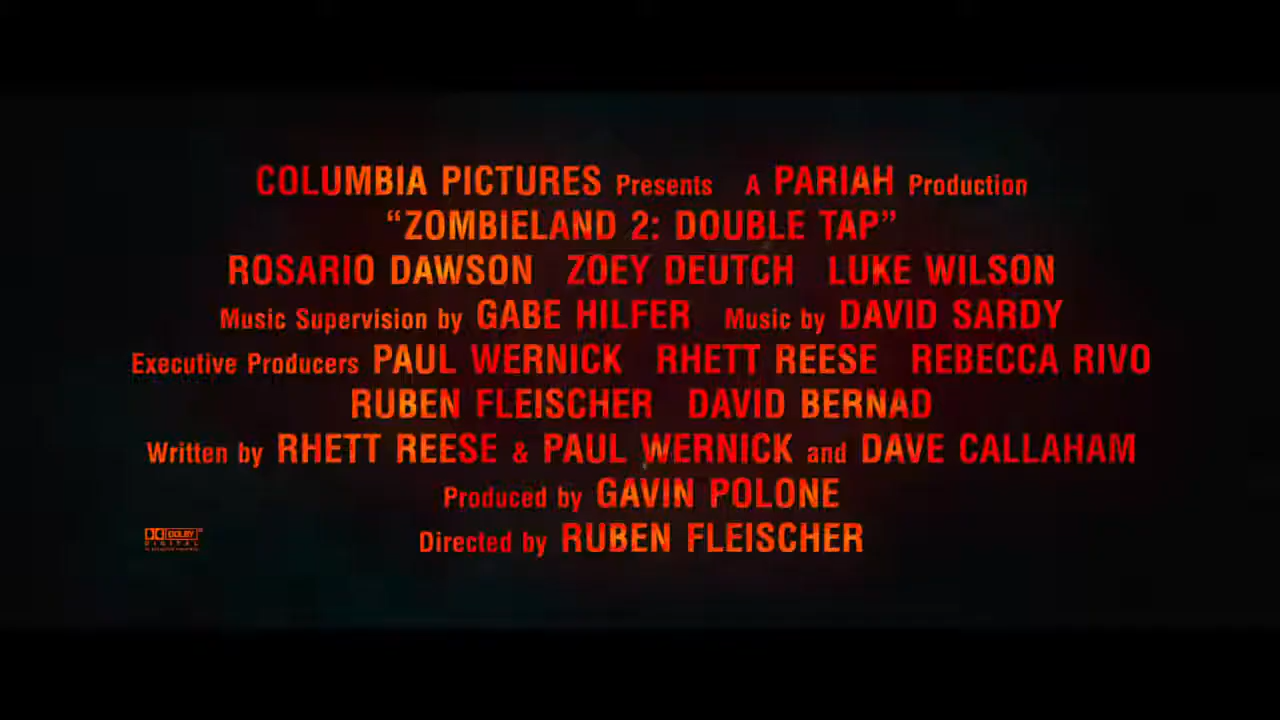 COLUMBIA PICTURES Presents A PARIAH Production
“ZOMBIELAND 2: DOUBLE TAP”
ROSARIO DAWSON ZOEY DEUTCH LUKE WILSON
Music Supervision by GABE HILFER Music by DAVID SARDY
Executive Producers PAUL WERNICK RHETT REESE REBECCA RIVO
RUBEN FLEISCHER DAVID BERNAD
Written by RHETT REESE & PAUL WERNICK and DAVE CALLAHAM
Produced by GAVIN POLONE
Directed by RUBEN FLEISCHER
DOLBY
DIGITAL